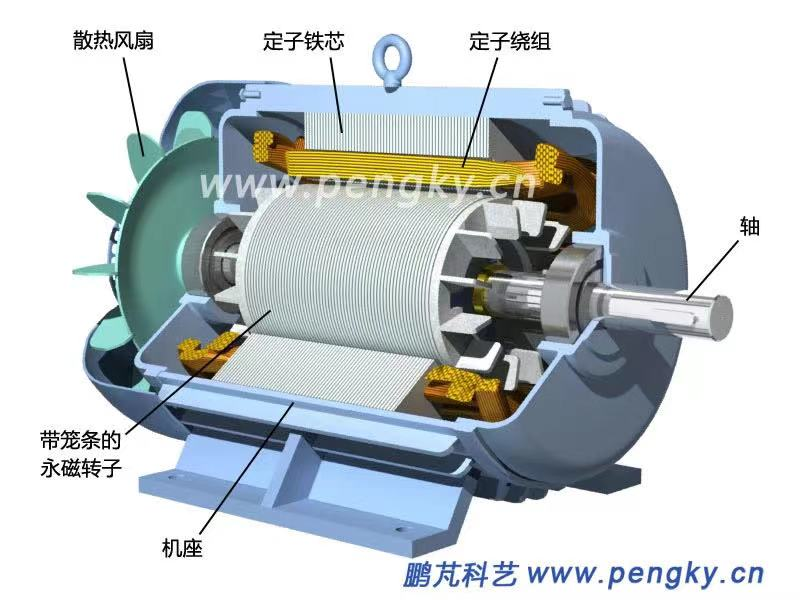 散热风扇
定子铁芯
定子绕组
www.pengky.cn
轴
带笼条的
永磁转子
机座
鹏芃科艺 www.pengky.cn